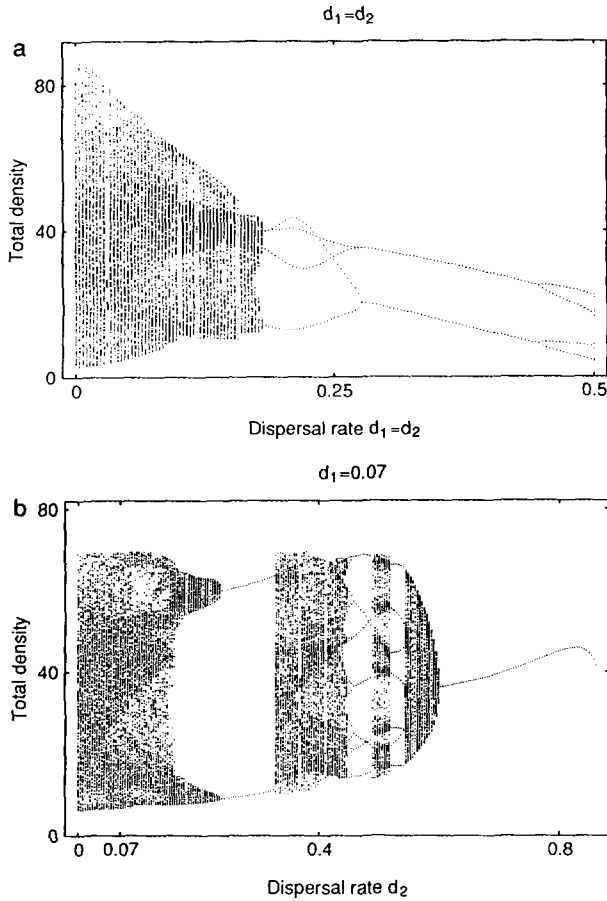 d₁=d₂
a
80
40
0
Total density
0 0.25 0.5
Dispersal rate d₁=d₂
d₁=0.07
b
80
40
0
Total density
0 0.07 0.4 0.8
Dispersal rate d₂